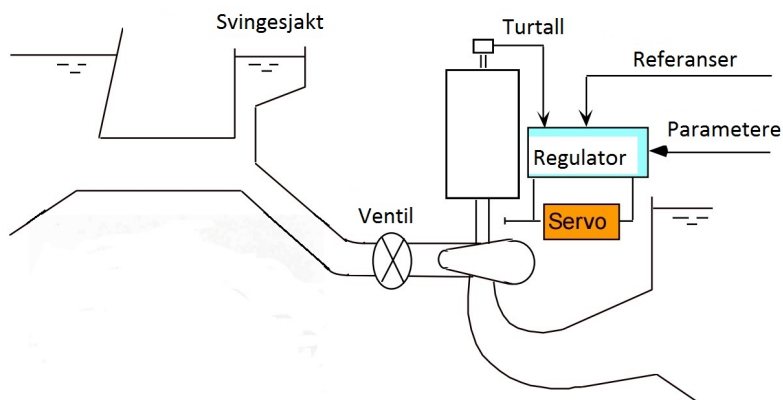 Svingesjakt
Turtall
Referanser
Parametere
Regulator
Ventil
Servo